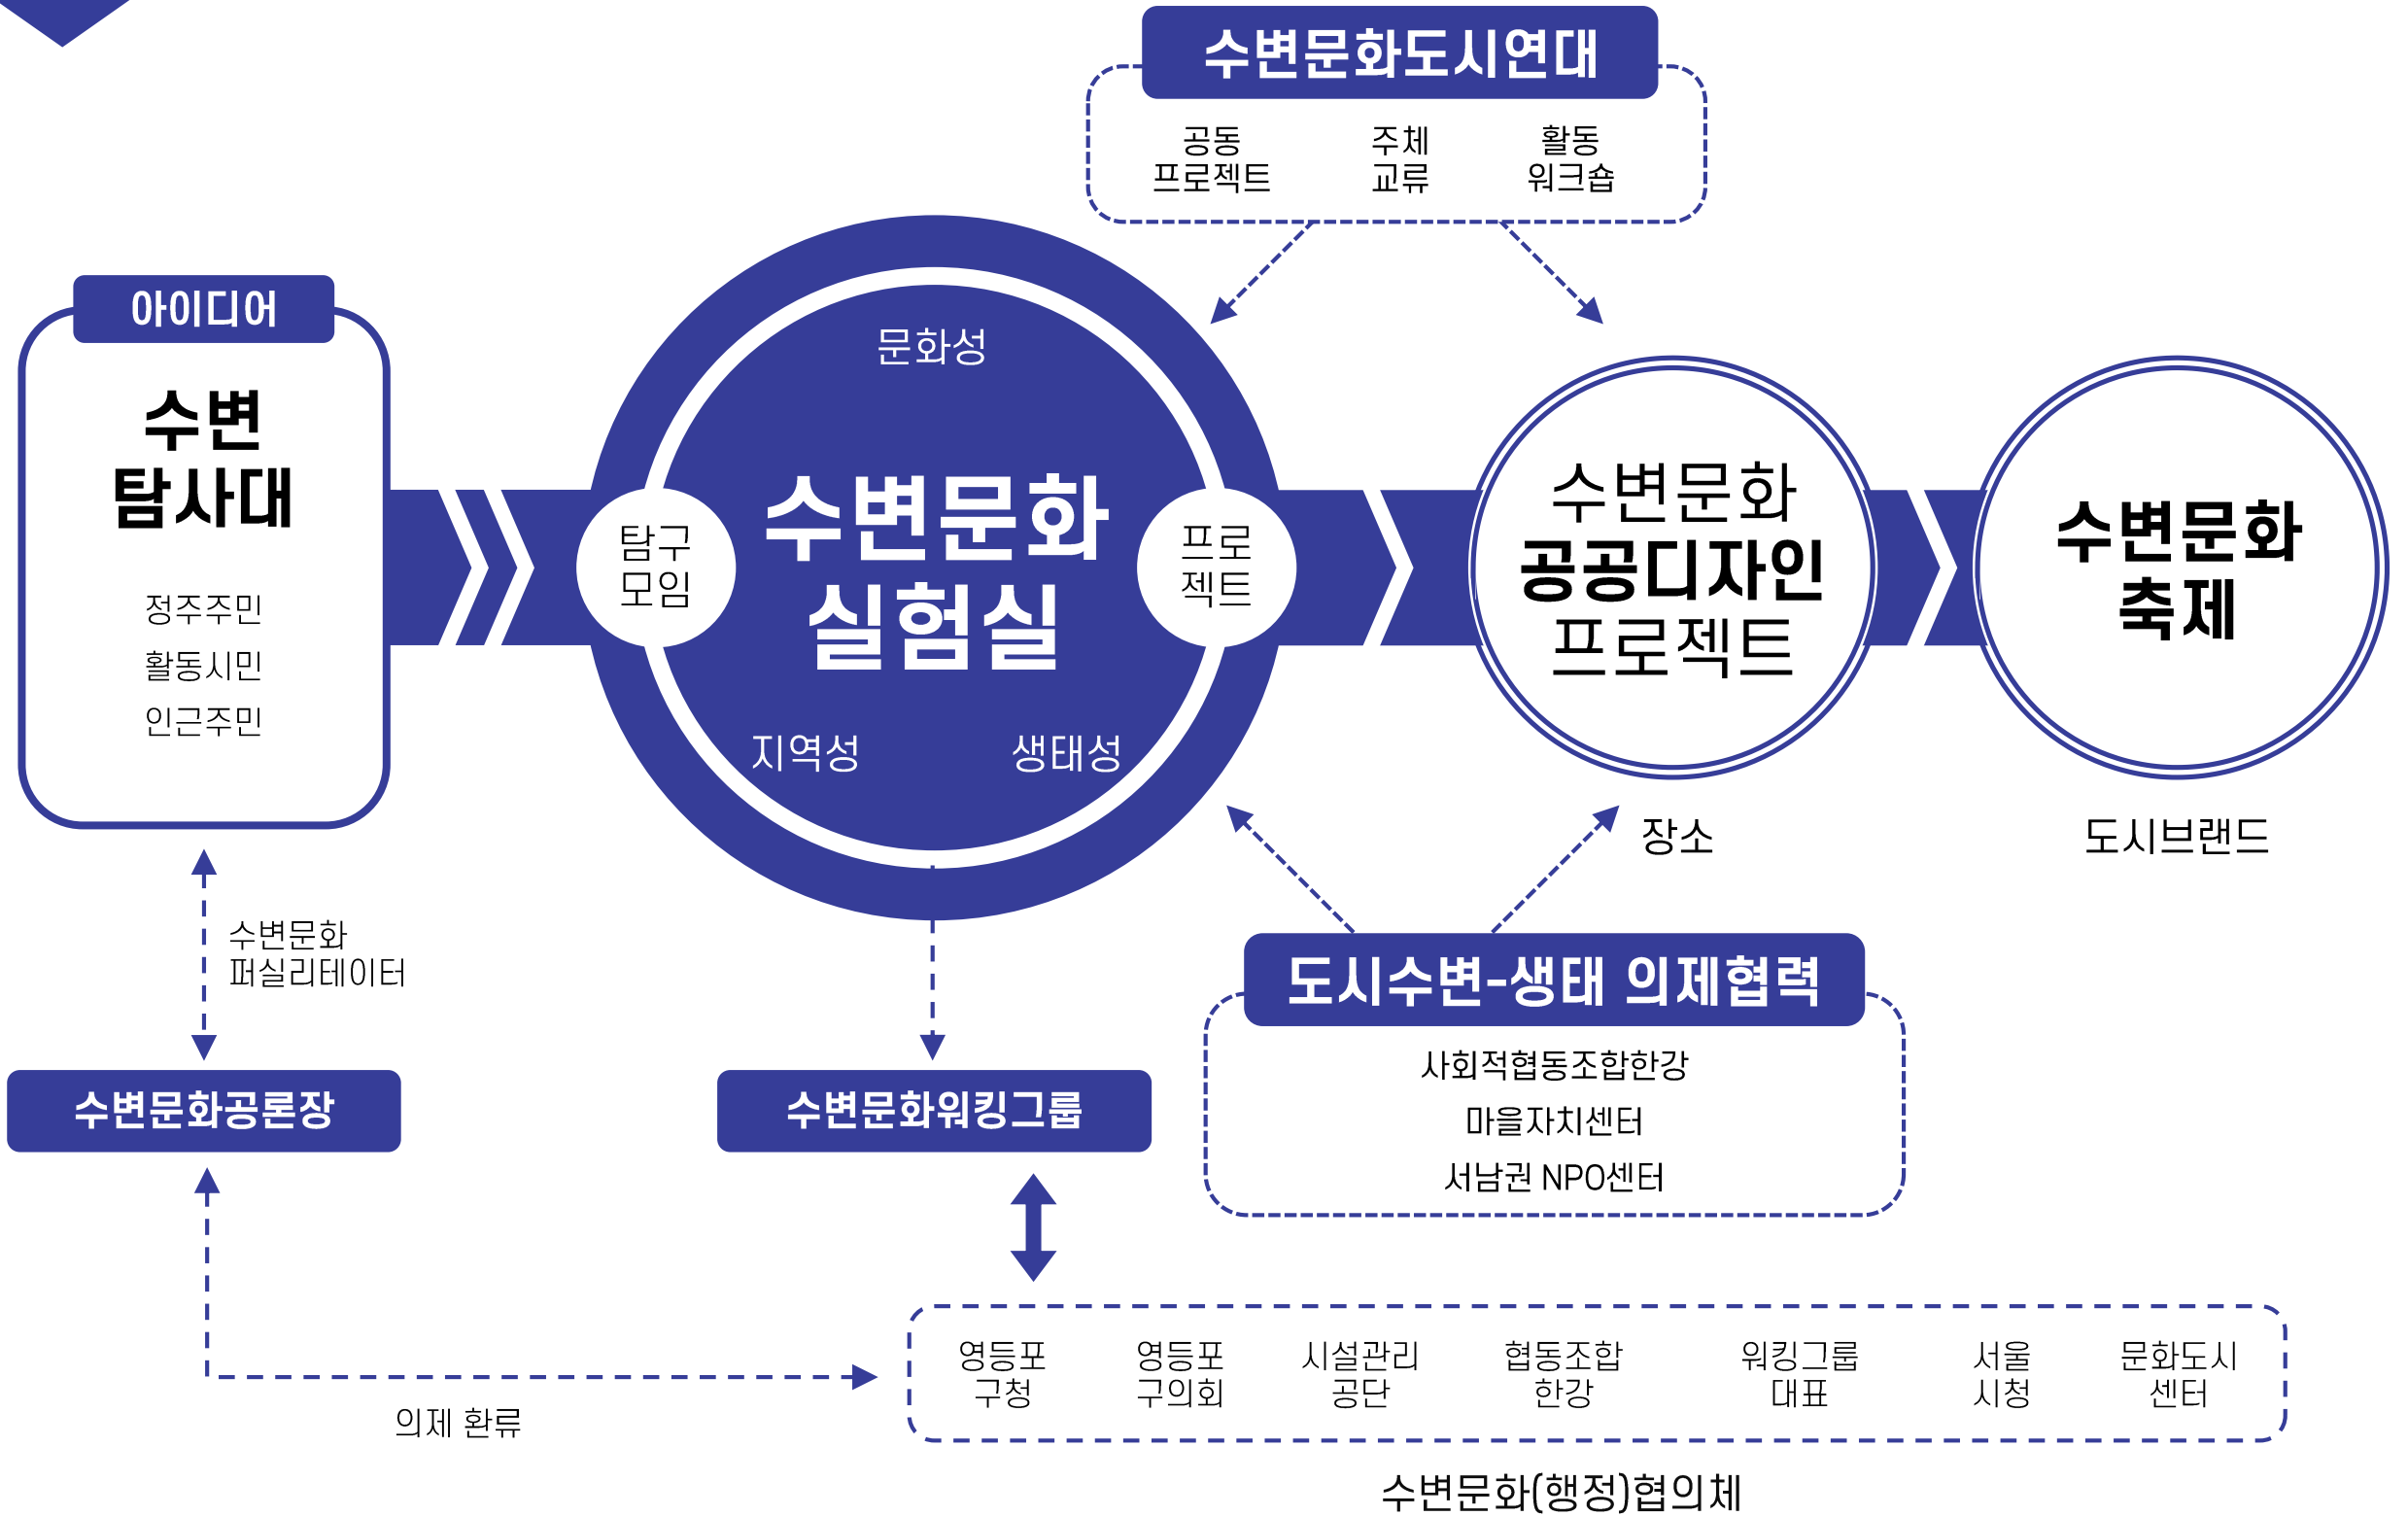 수변문화도시연대
공동
프로젝트
주체
교류
활동
워크숍
아이디어
수변
탐사대
정주주민
활동시민
인근주민
문화성
탐구
모임
수변문화
실험실
프로
젝트
지역성
생태성
수변문화
공공디자인
프로젝트
장소
수변문화
축제
도시브랜드
수변문화
퍼실리테이터
도시수변-생태 의제협력
사회적협동조합한강
마을자치센터
서남권 NPO센터
수변문화공론장
수변문화워킹그룹
의제 환류
영등포
구청
영등포
구의회
시설관리
공단
협동조합
한강
워킹그룹
대표
서울
시청
문화도시
센터
수변문화(행정)협의체